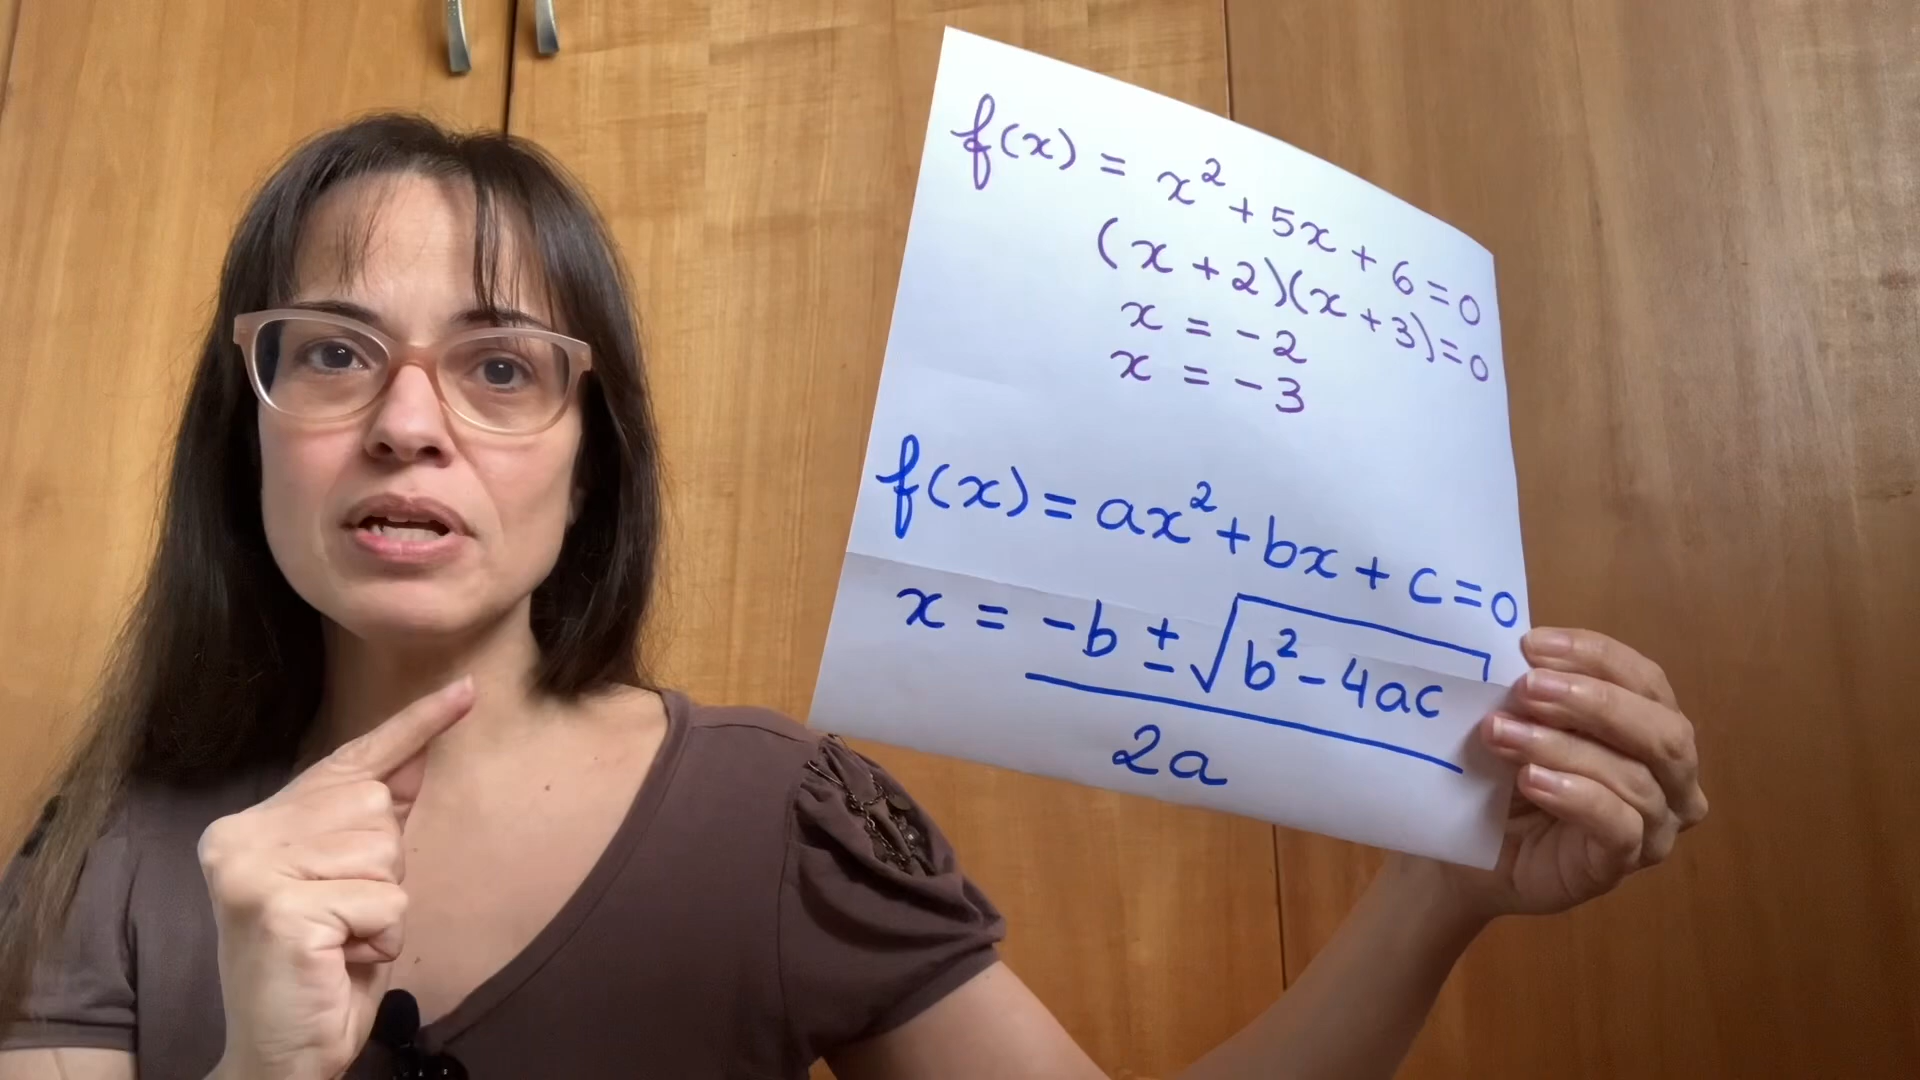 f(x) = x² + 5x + 6 = 0
(x + 2)(x + 3) = 0
x = -2
x = -3
f(x) = ax² + bx + c = 0
x = -b ± √b² - 4ac
2a